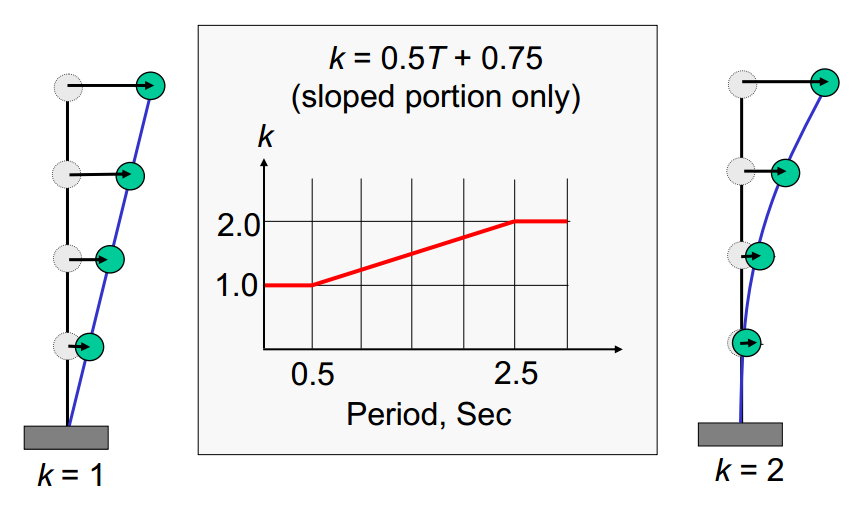 k = 0.5T + 0.75
(sloped portion only)
k
2.0
1.0
0.5
2.5
Period, Sec
k = 1
k = 2